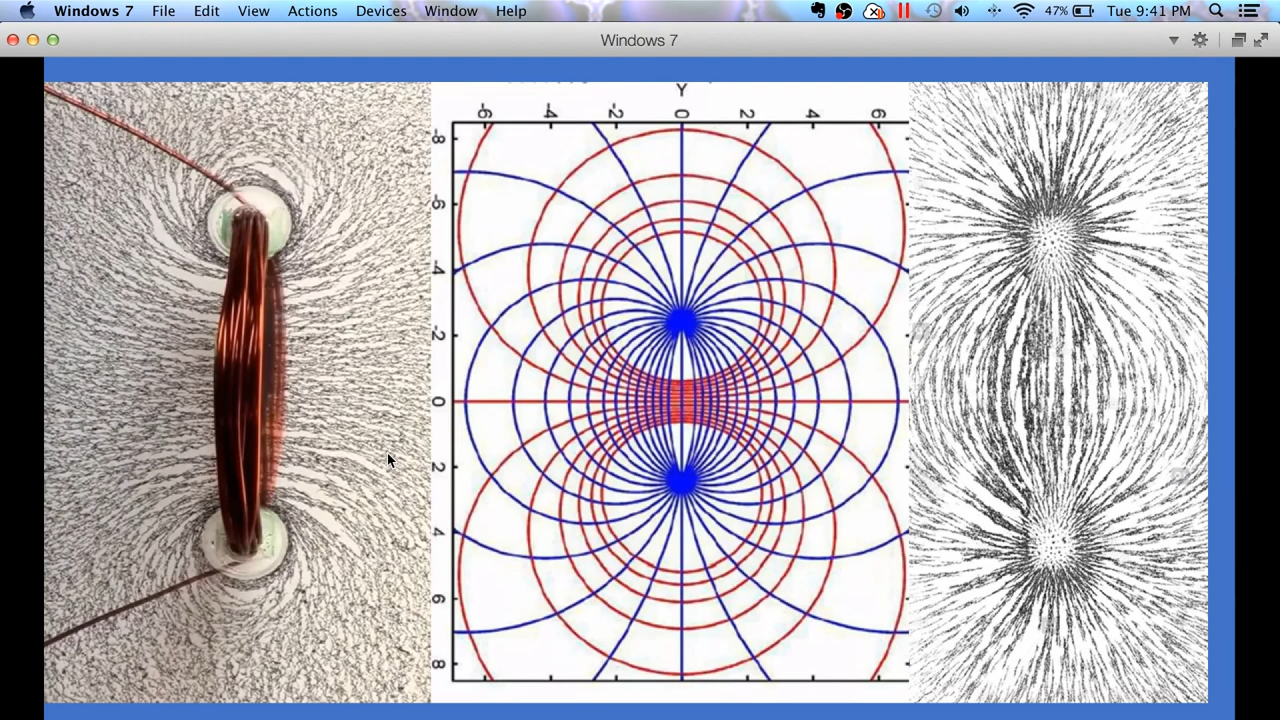 Windows 7 File Edit View Actions Devices Window Help 47% Tue 9:41 PM
Windows 7
Y
-6 -4 -2 0 2 4 6
-8
-6
-4
-2
0
2
4
6
8